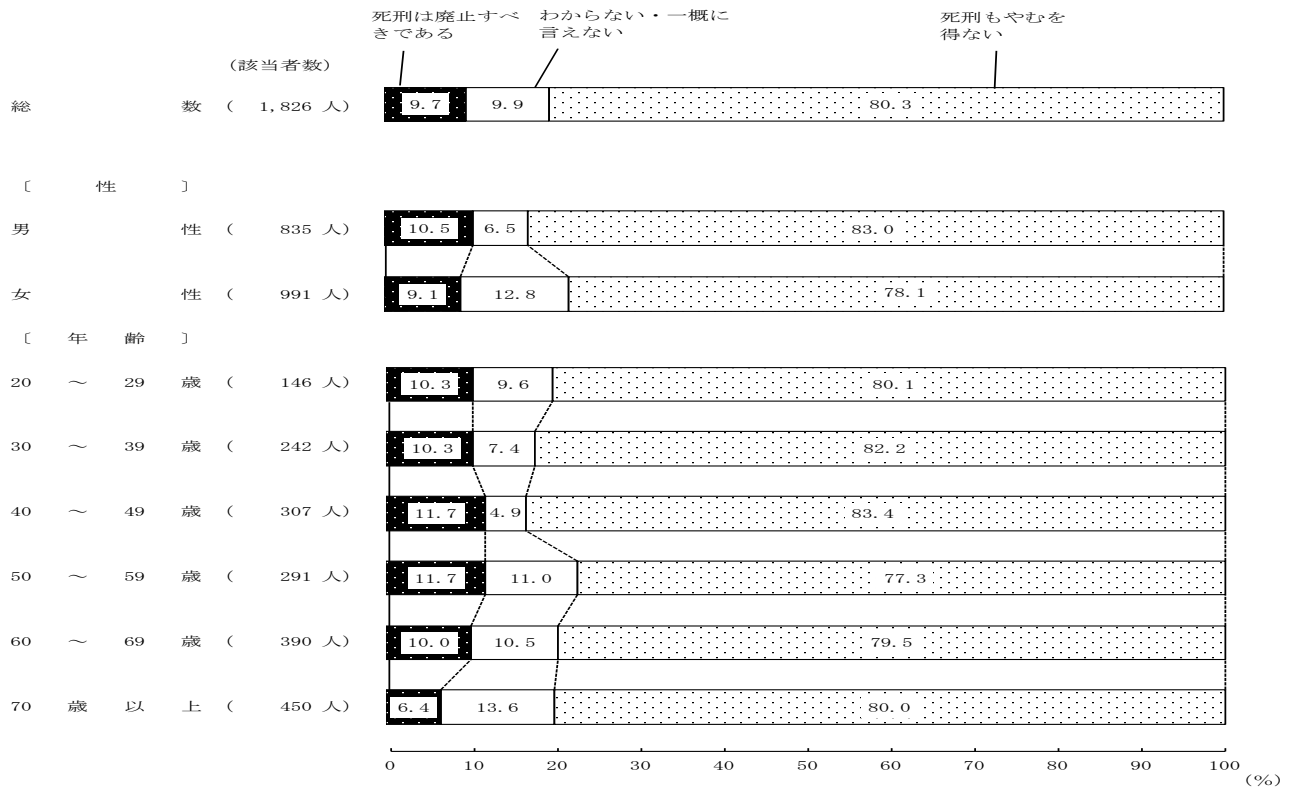 死刑は廃止すべ
きである
わからない・一概に
言えない
死刑もやむを
得ない
(該当者数)
総 数 ( 1,826 人) 9.7 9.9 80.3
〔 性 〕
男 性 ( 835 人) 10.5 6.5 83.0
女 性 ( 991 人) 9.1 12.8 78.1
〔 年 齢 〕
20 ～ 29 歳 ( 146 人) 10.3 9.6 80.1
30 ～ 39 歳 ( 242 人) 10.3 7.4 82.2
40 ～ 49 歳 ( 307 人) 11.7 4.9 83.4
50 ～ 59 歳 ( 291 人) 11.7 11.0 77.3
60 ～ 69 歳 ( 390 人) 10.0 10.5 79.5
70 歳 以 上 ( 450 人) 6.4 13.6 80.0
0 10 20 30 40 50 60 70 80 90 100
(%)